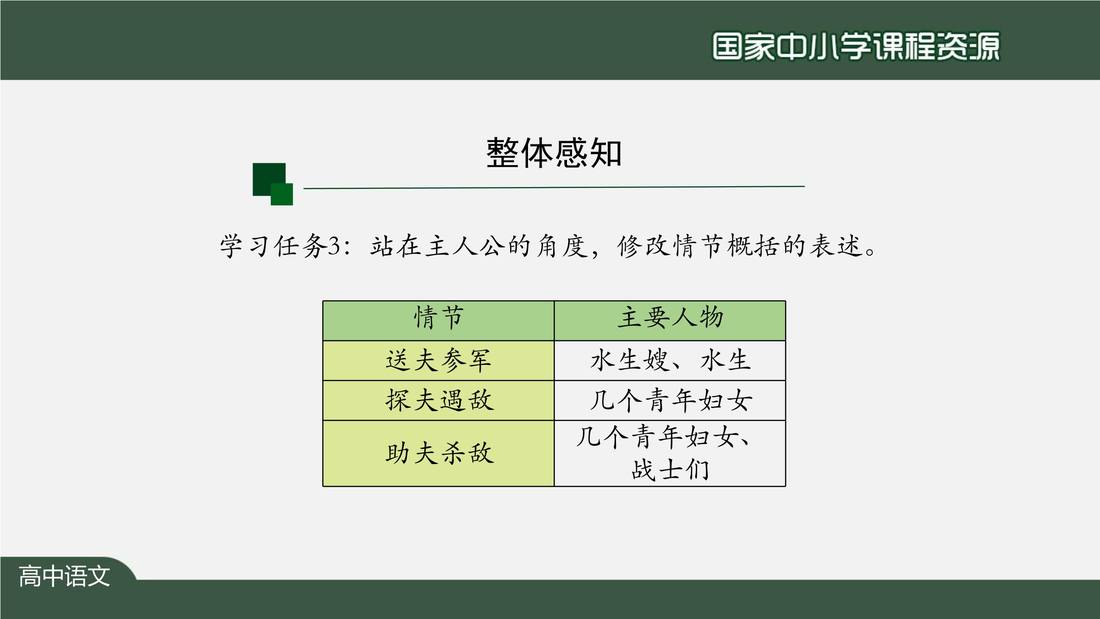 国家中小学课程资源
整体感知
学习任务3：站在主人公的角度，修改情节概括的表述。
情节 主要人物
送夫参军 水生嫂、水生
探夫遇敌 几个青年妇女
助夫杀敌 几个青年妇女、
战士们
高中语文